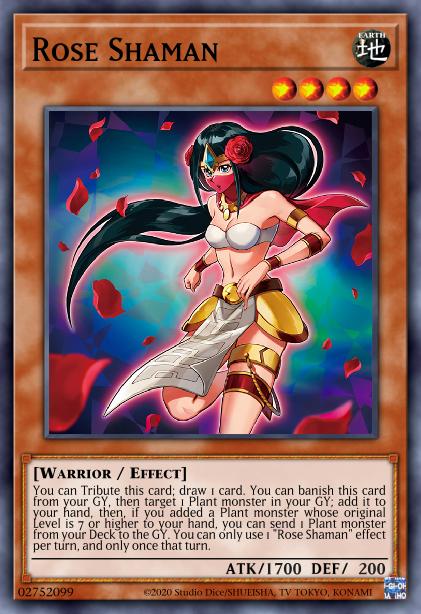 ROSE SHAMAN
EARTH
地
[WARRIOR / EFFECT]
You can Tribute this card; draw 1 card. You can banish this card
from your GY, then target 1 Plant monster in your GY; add it to
your hand, then, if you added a Plant monster whose original
Level is 7 or higher to your hand, you can send 1 Plant monster
from your Deck to the GY. You can only use 1 "Rose Shaman" effect
per turn, and only once that turn.
ATK/1700 DEF/ 200
02752099
©2020 Studio Dice/SHUEISHA, TV TOKYO, KONAMI